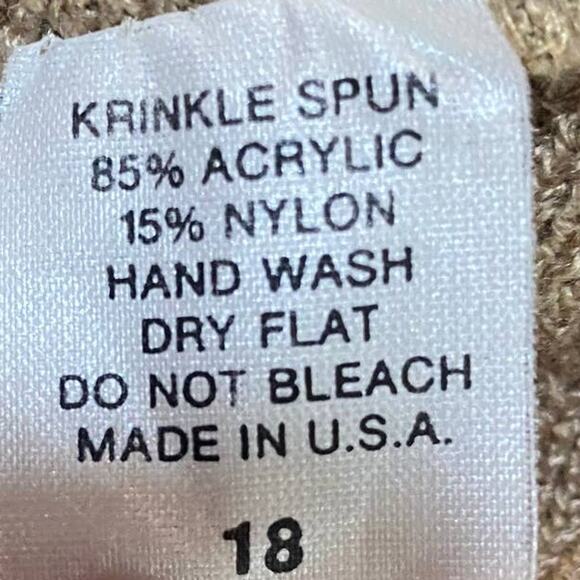 KRINKLE SPUN
85% ACRYLIC
15% NYLON
HAND WASH
DRY FLAT
DO NOT BLEACH
MADE IN U.S.A.
18